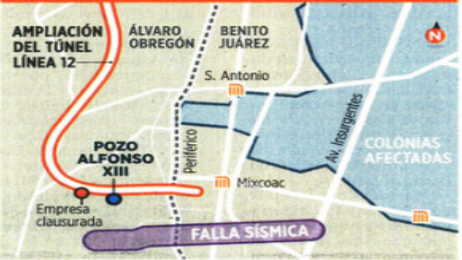 AMPLIACIÓN
DEL TÚNEL
LÍNEA 12
ÁLVARO
OBREGÓN
BENITO
JUÁREZ
N
S. Antonio
Periférico
Av. Insurgentes
COLONIAS
AFECTADAS
POZO
ALFONSO
XIII
Mixcoac
Empresa
clausurada
FALLA SÍSMICA